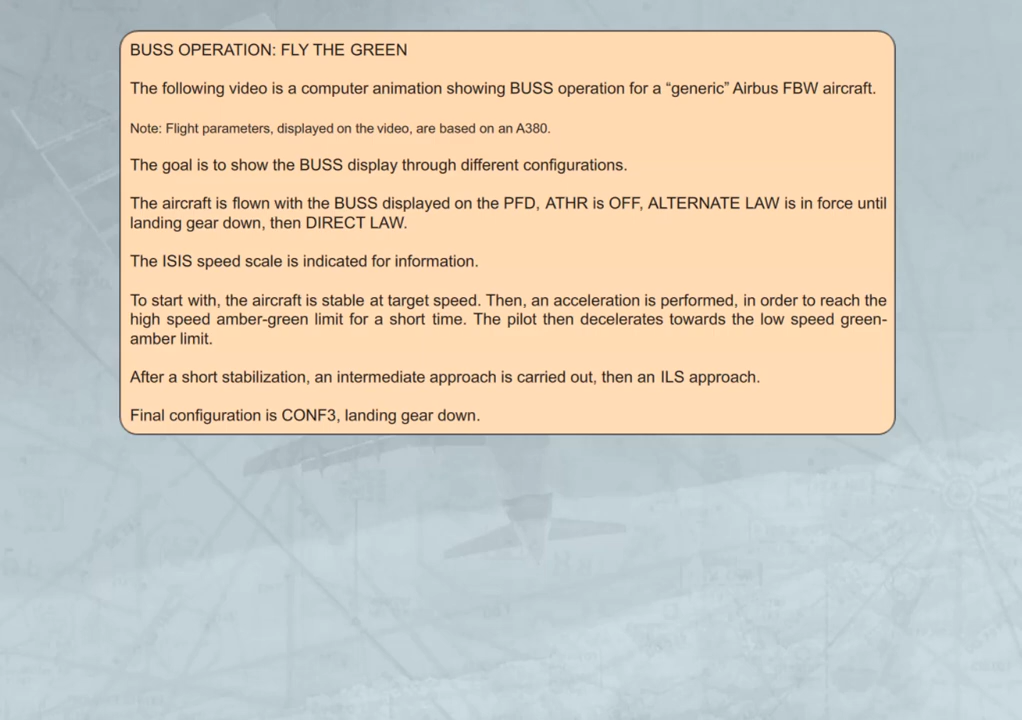 BUSS OPERATION: FLY THE GREEN
The following video is a computer animation showing BUSS operation for a “generic” Airbus FBW aircraft.
Note: Flight parameters, displayed on the video, are based on an A380.
The goal is to show the BUSS display through different configurations.
The aircraft is flown with the BUSS displayed on the PFD, ATHR is OFF, ALTERNATE LAW is in force until
landing gear down, then DIRECT LAW.
The ISIS speed scale is indicated for information.
To start with, the aircraft is stable at target speed. Then, an acceleration is performed, in order to reach the
high speed amber-green limit for a short time. The pilot then decelerates towards the low speed green-
amber limit.
After a short stabilization, an intermediate approach is carried out, then an ILS approach.
Final configuration is CONF3, landing gear down.